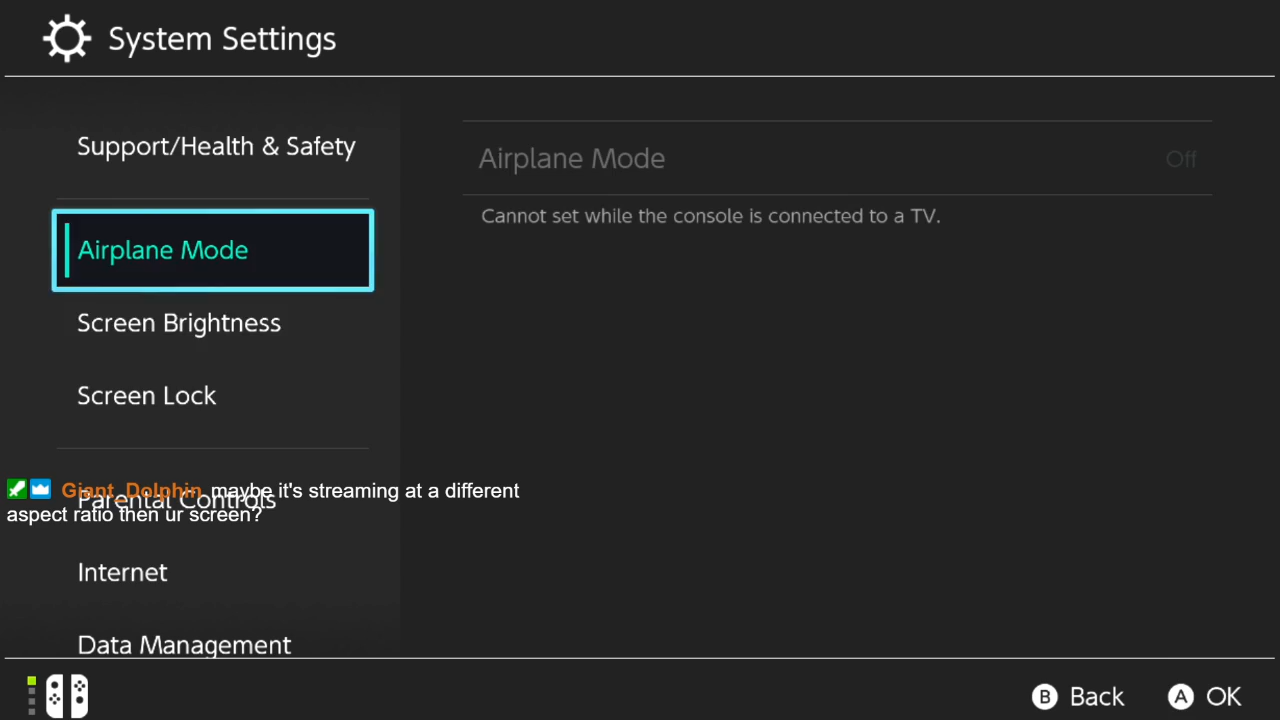 System Settings
Support/Health & Safety
Airplane Mode
Screen Brightness
Screen Lock
Parental Controls
Internet
Data Management
Airplane Mode Off
Cannot set while the console is connected to a TV.
Giant_Dolphin maybe it's streaming at a different
aspect ratio then ur screen?
B Back A OK